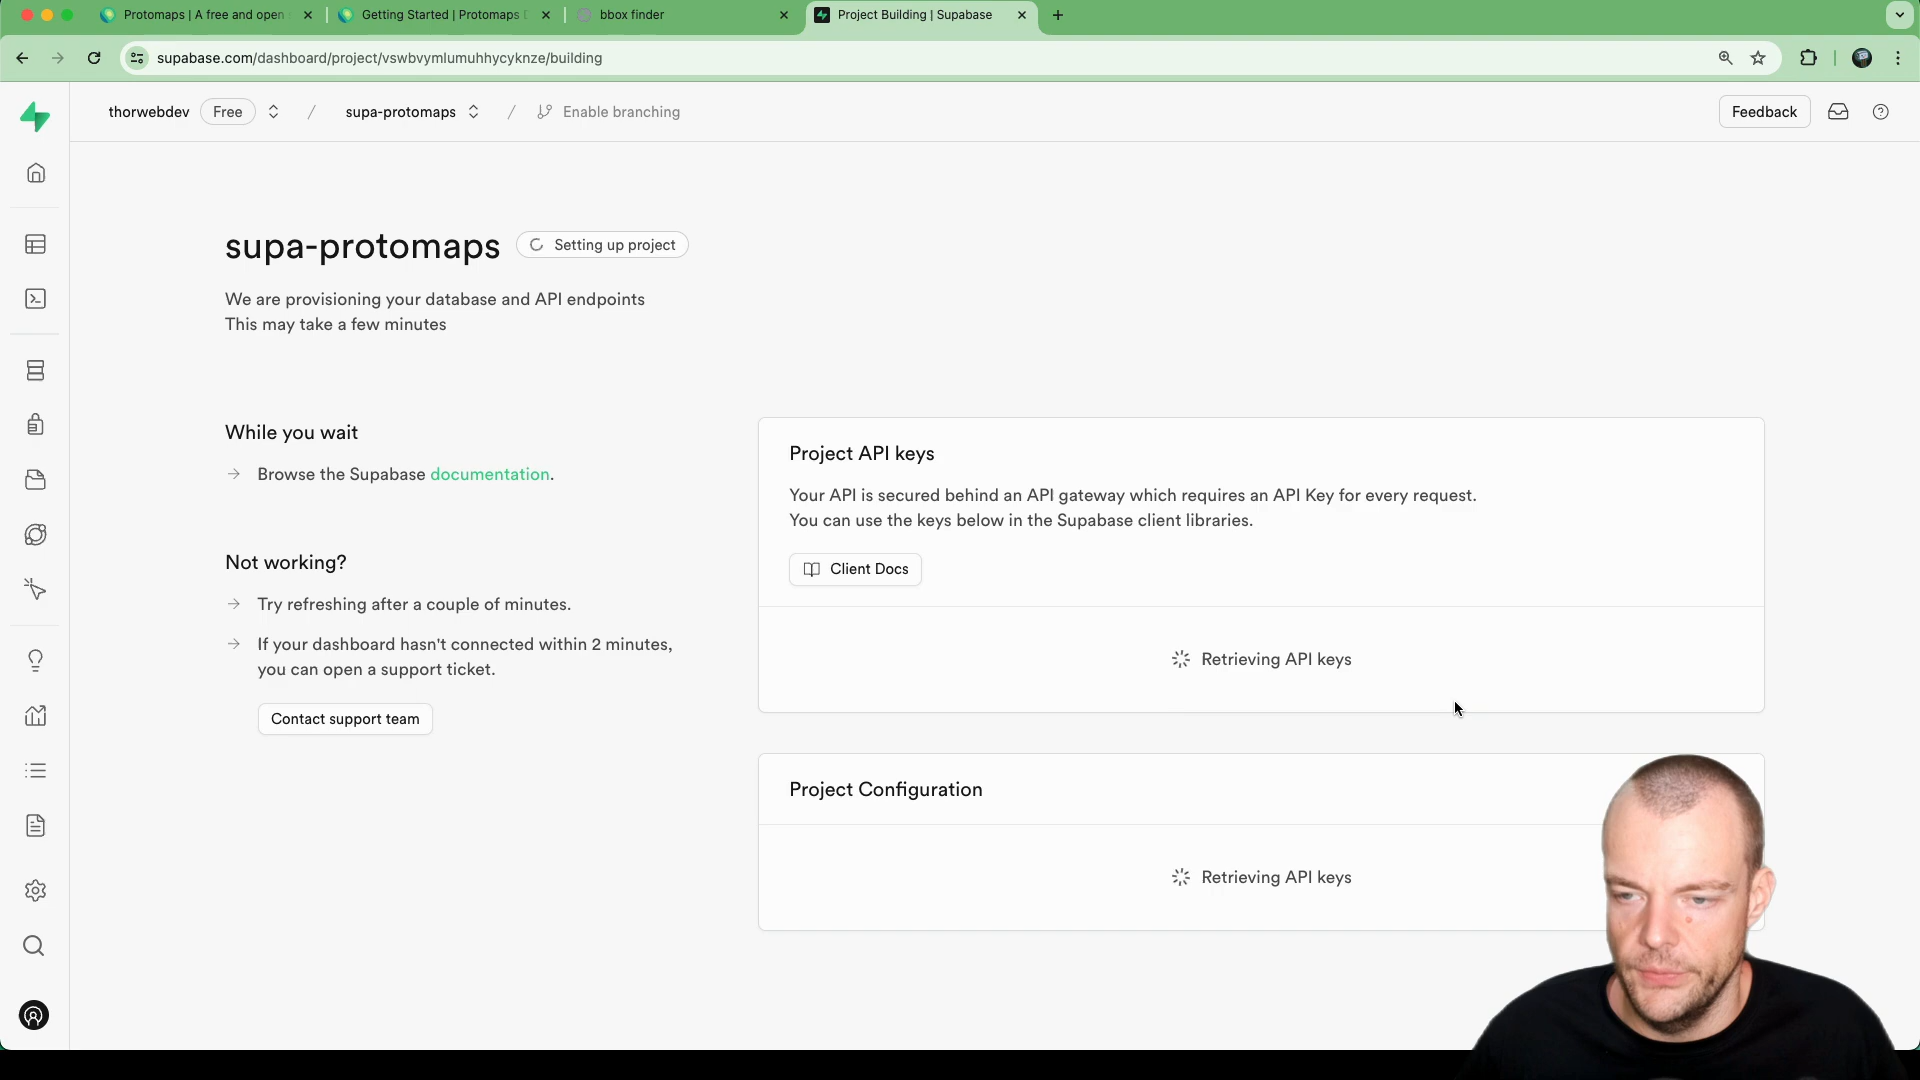 Protomaps | A free and open
Getting Started | Protomaps D
bbox finder
Project Building | Supabase
supabase.com/dashboard/project/vswbvymlumuhhycyknze/building
thorwebdev
Free
/
supa-protomaps
/
Enable branching
Feedback
supa-protomaps
Setting up project
We are provisioning your database and API endpoints
This may take a few minutes
While you wait
Browse the Supabase documentation.
Not working?
Try refreshing after a couple of minutes.
If your dashboard hasn't connected within 2 minutes,
you can open a support ticket.
Contact support team
Project API keys
Your API is secured behind an API gateway which requires an API Key for every request.
You can use the keys below in the Supabase client libraries.
Client Docs
Retrieving API keys
Project Configuration
Retrieving API keys